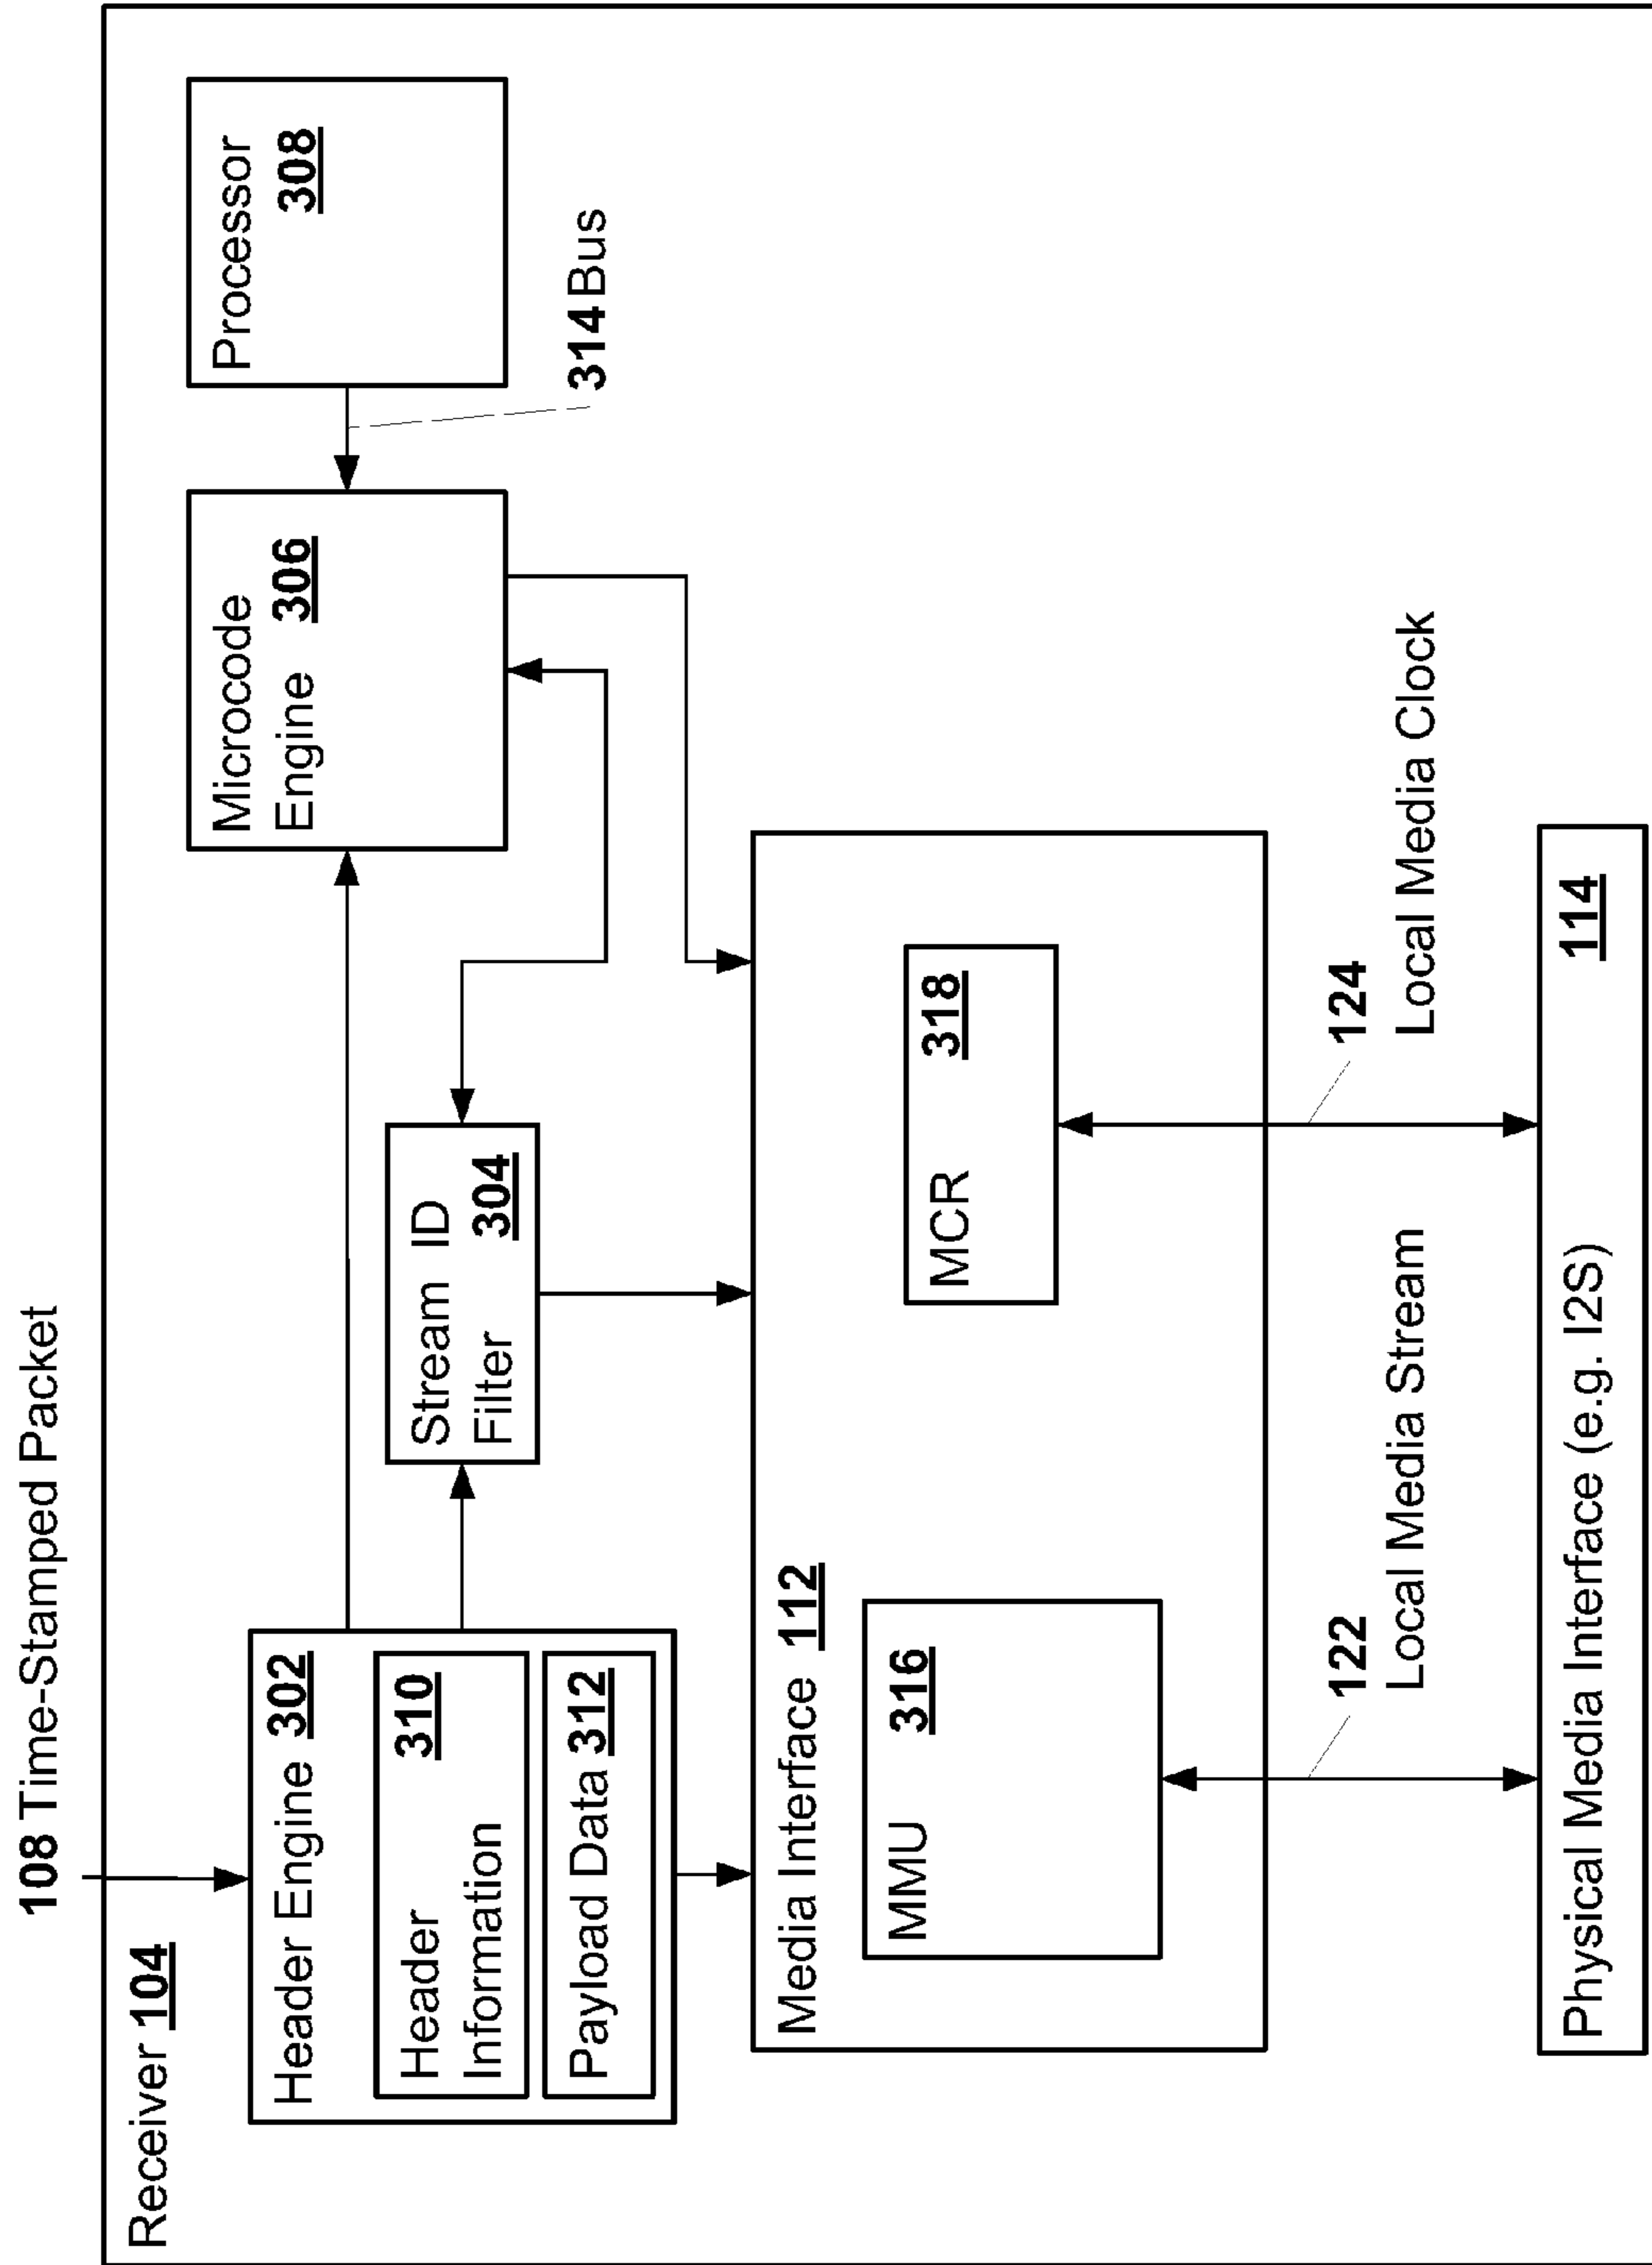 108 Time-Stamped Packet
Receiver 104
Header Engine 302
Header
Information
310
Payload Data 312
Stream ID
Filter
304
Microcode
Engine
306
Processor
308
314 Bus
Media Interface 112
MMU
316
MCR
318
122
Local Media Stream
124
Local Media Clock
Physical Media Interface (e.g. I2S)
114